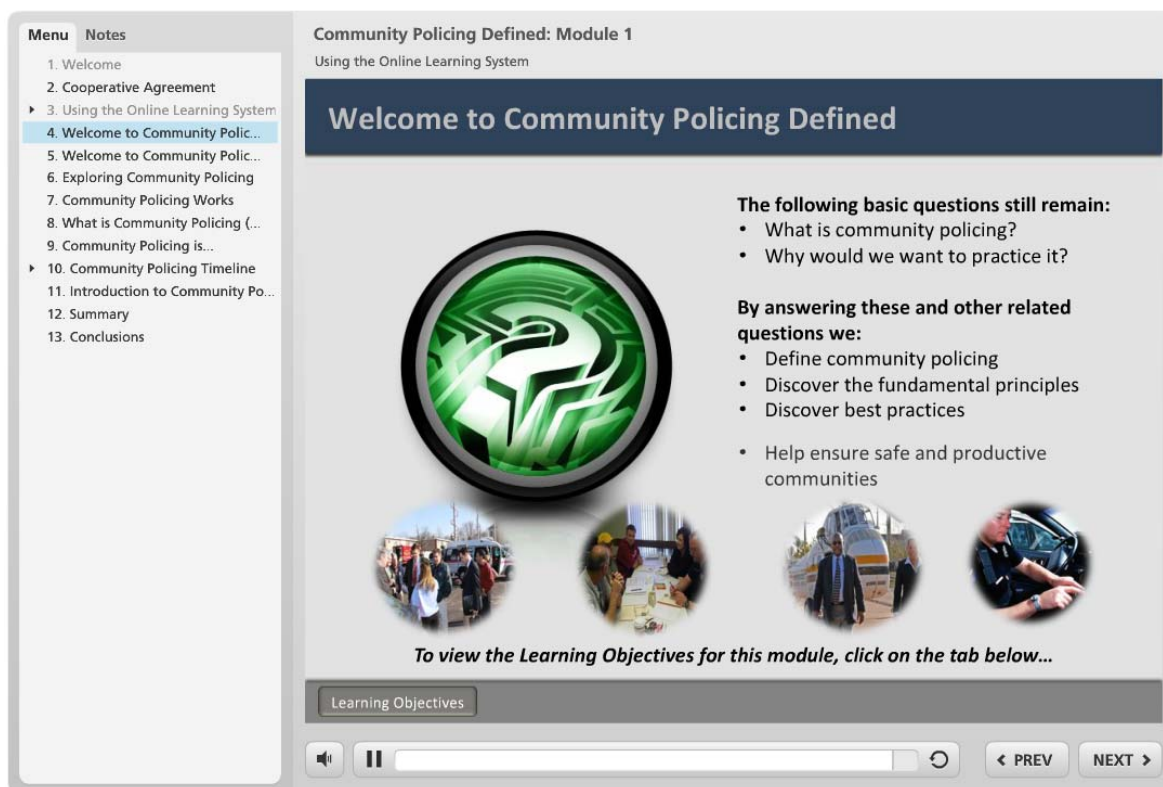 Menu Notes
1. Welcome
2. Cooperative Agreement
3. Using the Online Learning System
4. Welcome to Community Polic...
5. Welcome to Community Polic...
6. Exploring Community Policing
7. Community Policing Works
8. What is Community Policing (...
9. Community Policing is...
10. Community Policing Timeline
11. Introduction to Community Po...
12. Summary
13. Conclusions
Community Policing Defined: Module 1
Using the Online Learning System
Welcome to Community Policing Defined
The following basic questions still remain:
• What is community policing?
• Why would we want to practice it?
By answering these and other related
questions we:
• Define community policing
• Discover the fundamental principles
• Discover best practices
• Help ensure safe and productive
communities
To view the Learning Objectives for this module, click on the tab below...
Learning Objectives
PREV NEXT